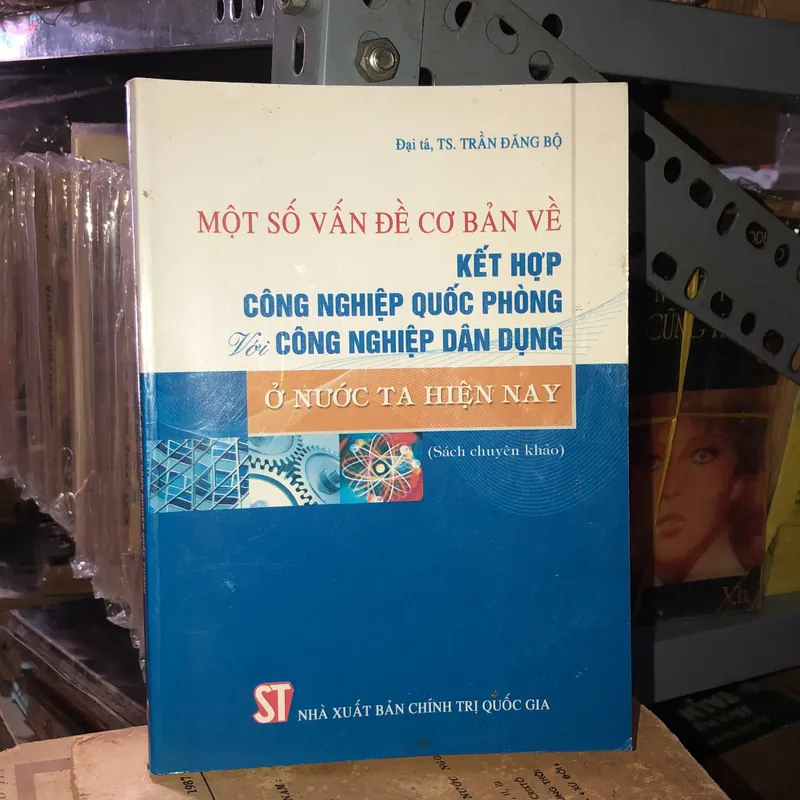 Đại tá, TS. TRẦN ĐĂNG BỘ
MỘT SỐ VẤN ĐỀ CƠ BẢN VỀ
KẾT HỢP
CÔNG NGHIỆP QUỐC PHÒNG
Với CÔNG NGHIỆP DÂN DỤNG
Ở NƯỚC TA HIỆN NAY
(Sách chuyên khảo)
ST NHÀ XUẤT BẢN CHÍNH TRỊ QUỐC GIA